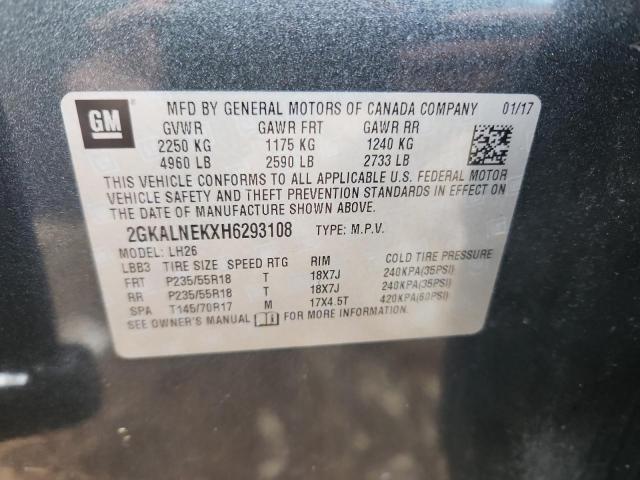 GM
MFD BY GENERAL MOTORS OF CANADA COMPANY 01/17
GVWR GAWR FRT GAWR RR
2250 KG 1175 KG 1240 KG
4960 LB 2590 LB 2733 LB
THIS VEHICLE CONFORMS TO ALL APPLICABLE U.S. FEDERAL MOTOR
VEHICLE SAFETY AND THEFT PREVENTION STANDARDS IN EFFECT ON
THE DATE OF MANUFACTURE SHOWN ABOVE.
2GKALNEKXH6293108 TYPE: M.P.V.
MODEL: LH26
LBB3 TIRE SIZE SPEED RTG RIM COLD TIRE PRESSURE
FRT P235/55R18 T 18X7J 240KPA(35PSI)
RR P235/55R18 T 18X7J 240KPA(35PSI)
SPA T145/70R17 M 17X4.5T 420KPA(60PSI)
SEE OWNER'S MANUAL FOR MORE INFORMATION.